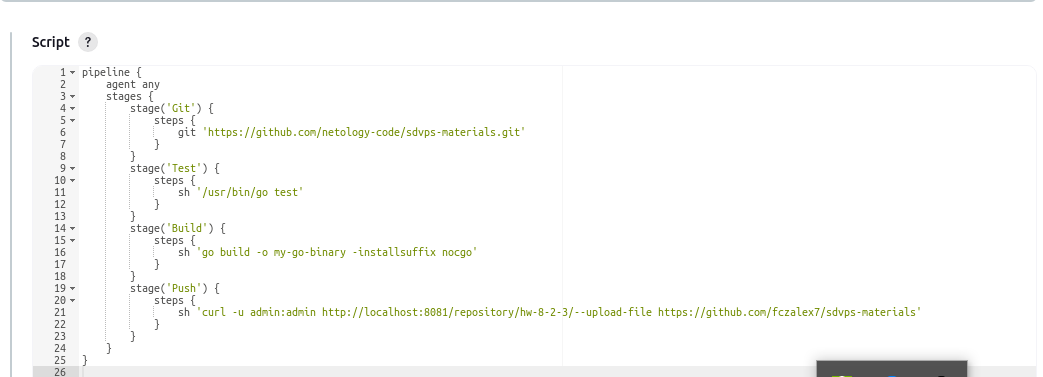 Script ?
1 pipeline {
2     agent any
3     stages {
4         stage('Git') {
5             steps {
6                 git 'https://github.com/netology-code/sdvps-materials.git'
7             }
8         }
9         stage('Test') {
10             steps {
11                 sh '/usr/bin/go test'
12             }
13         }
14         stage('Build') {
15             steps {
16                 sh 'go build -o my-go-binary -installsuffix nocgo'
17             }
18         }
19         stage('Push') {
20             steps {
21                 sh 'curl -u admin:admin http://localhost:8081/repository/hw-8-2-3/--upload-file https://github.com/fczalex7/sdvps-materials'
22             }
23         }
24     }
25 }
26